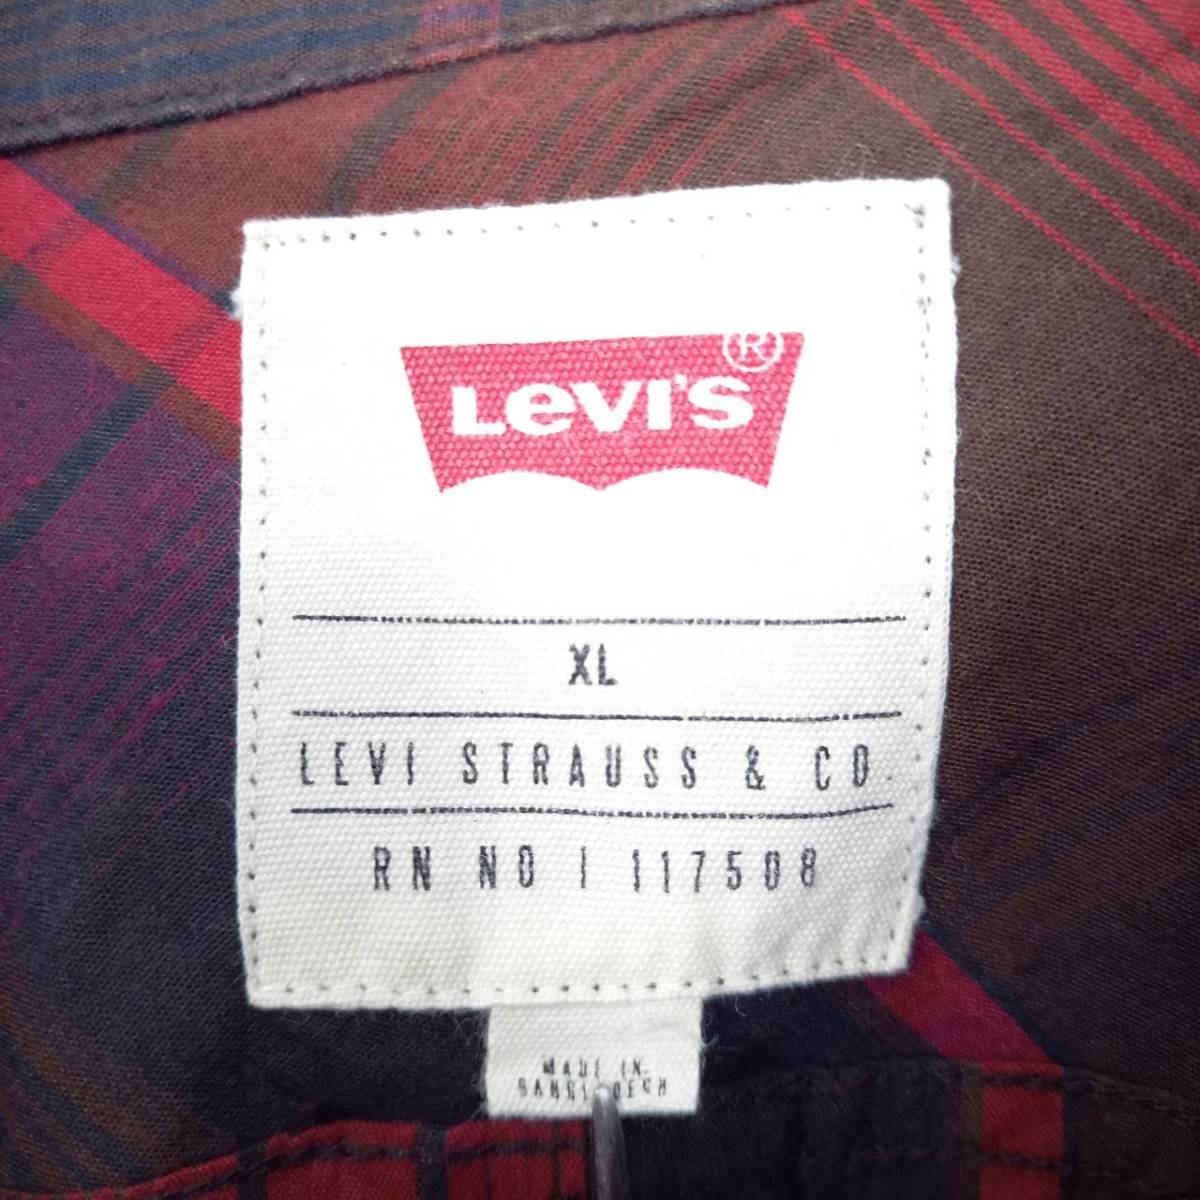 Levi's ®
XL
LEVI STRAUSS & CO.
RN NO | 117508
MADE IN
BANGLADESH